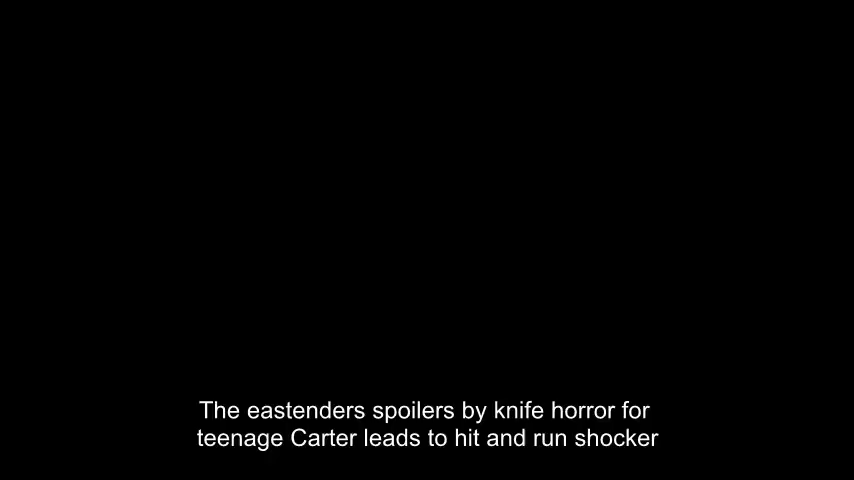 The eastenders spoilers by knife horror for
teenage Carter leads to hit and run shocker